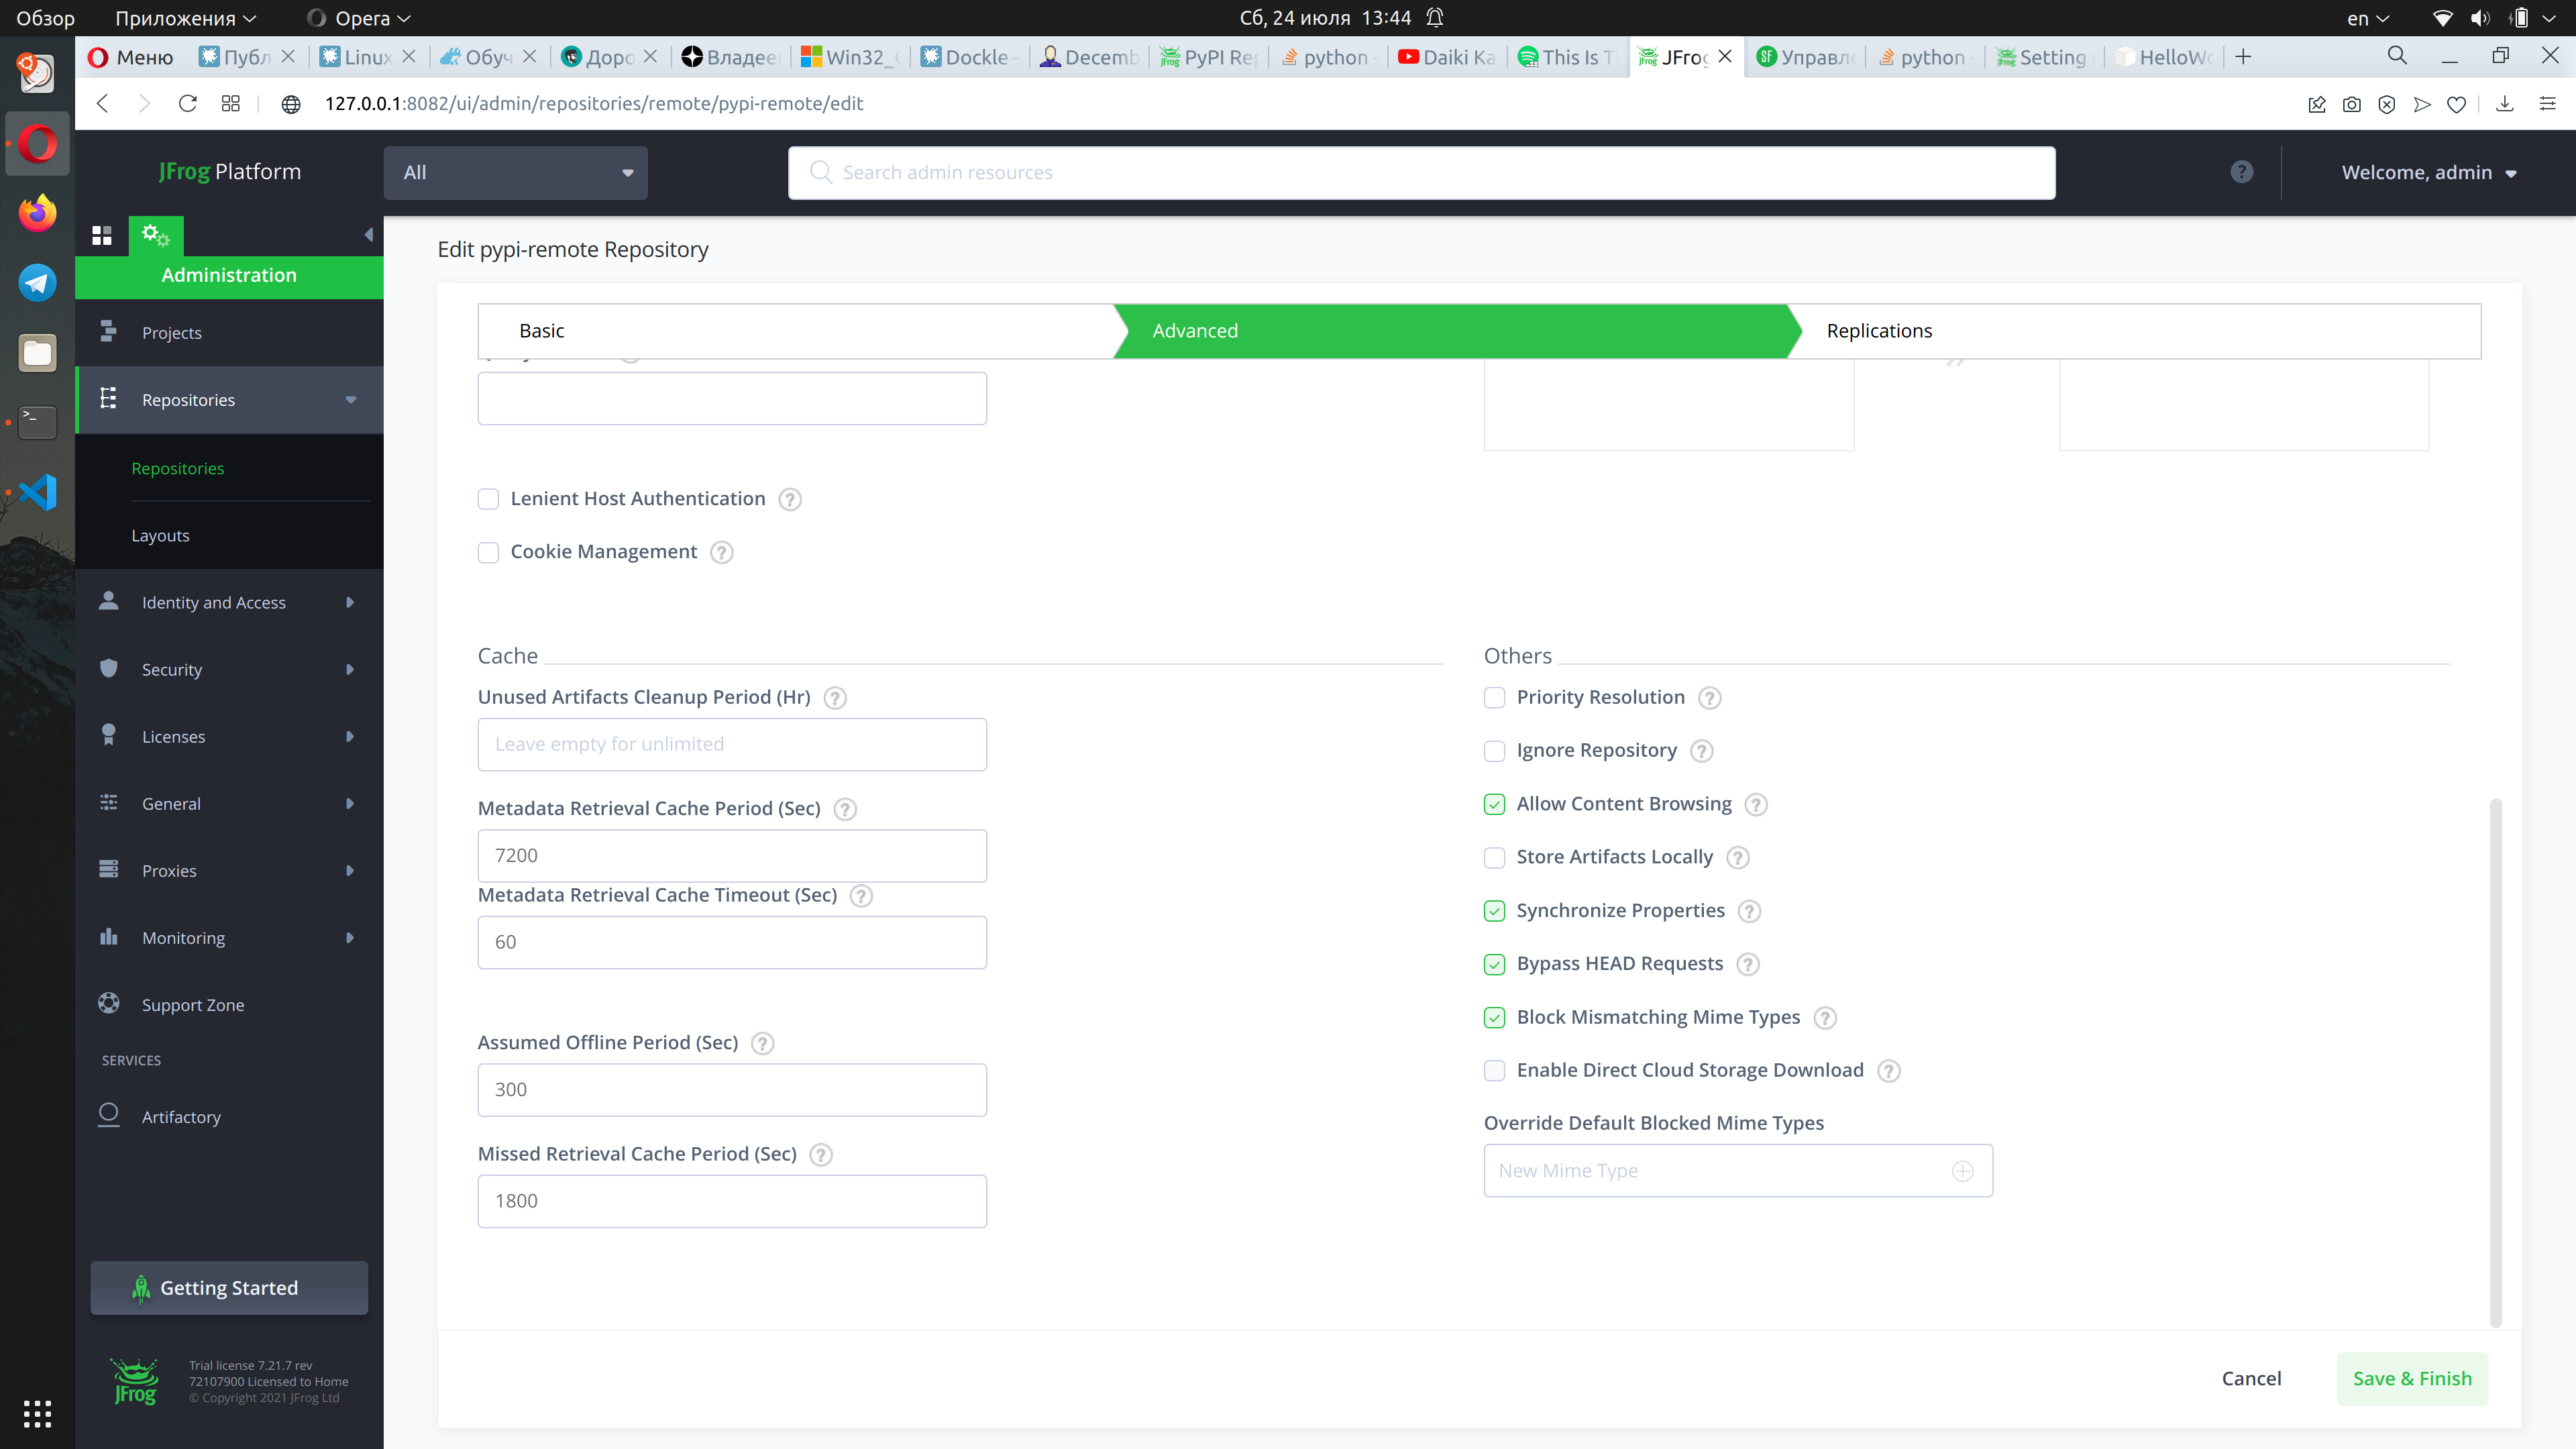 Обзор Приложения Opera Сб, 24 июля 13:44 en
Меню Публ Linux Обуч Доро Владее Win32_ Dockle - Decemb PyPI Re python - Daiki Ka This Is T JFrog Управл python - Setting HelloWo
127.0.0.1:8082/ui/admin/repositories/remote/pypi-remote/edit
JFrog Platform All Search admin resources ? Welcome, admin
Administration
Projects
Repositories
Repositories
Layouts
Identity and Access
Security
Licenses
General
Proxies
Monitoring
Support Zone
SERVICES
Artifactory
Getting Started
JFrog
Trial license 7.21.7 rev
72107900 Licensed to Home
© Copyright 2021 JFrog Ltd
Edit pypi-remote Repository
Basic Advanced Replications
Lenient Host Authentication ?
Cookie Management ?
Cache
Unused Artifacts Cleanup Period (Hr) ?
Leave empty for unlimited
Metadata Retrieval Cache Period (Sec) ?
7200
Metadata Retrieval Cache Timeout (Sec) ?
60
Assumed Offline Period (Sec) ?
300
Missed Retrieval Cache Period (Sec) ?
1800
Others
Priority Resolution ?
Ignore Repository ?
Allow Content Browsing ?
Store Artifacts Locally ?
Synchronize Properties ?
Bypass HEAD Requests ?
Block Mismatching Mime Types ?
Enable Direct Cloud Storage Download ?
Override Default Blocked Mime Types
New Mime Type
Cancel Save & Finish